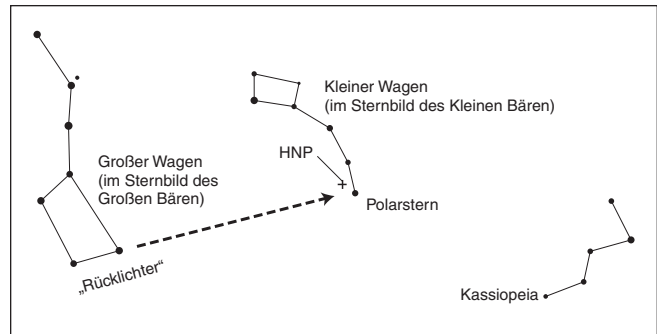 Kleiner Wagen
(im Sternbild des Kleinen Bären)
HNP
Großer Wagen
(im Sternbild des
Großen Bären)
Polarstern
„Rücklichter“
Kassiopeia